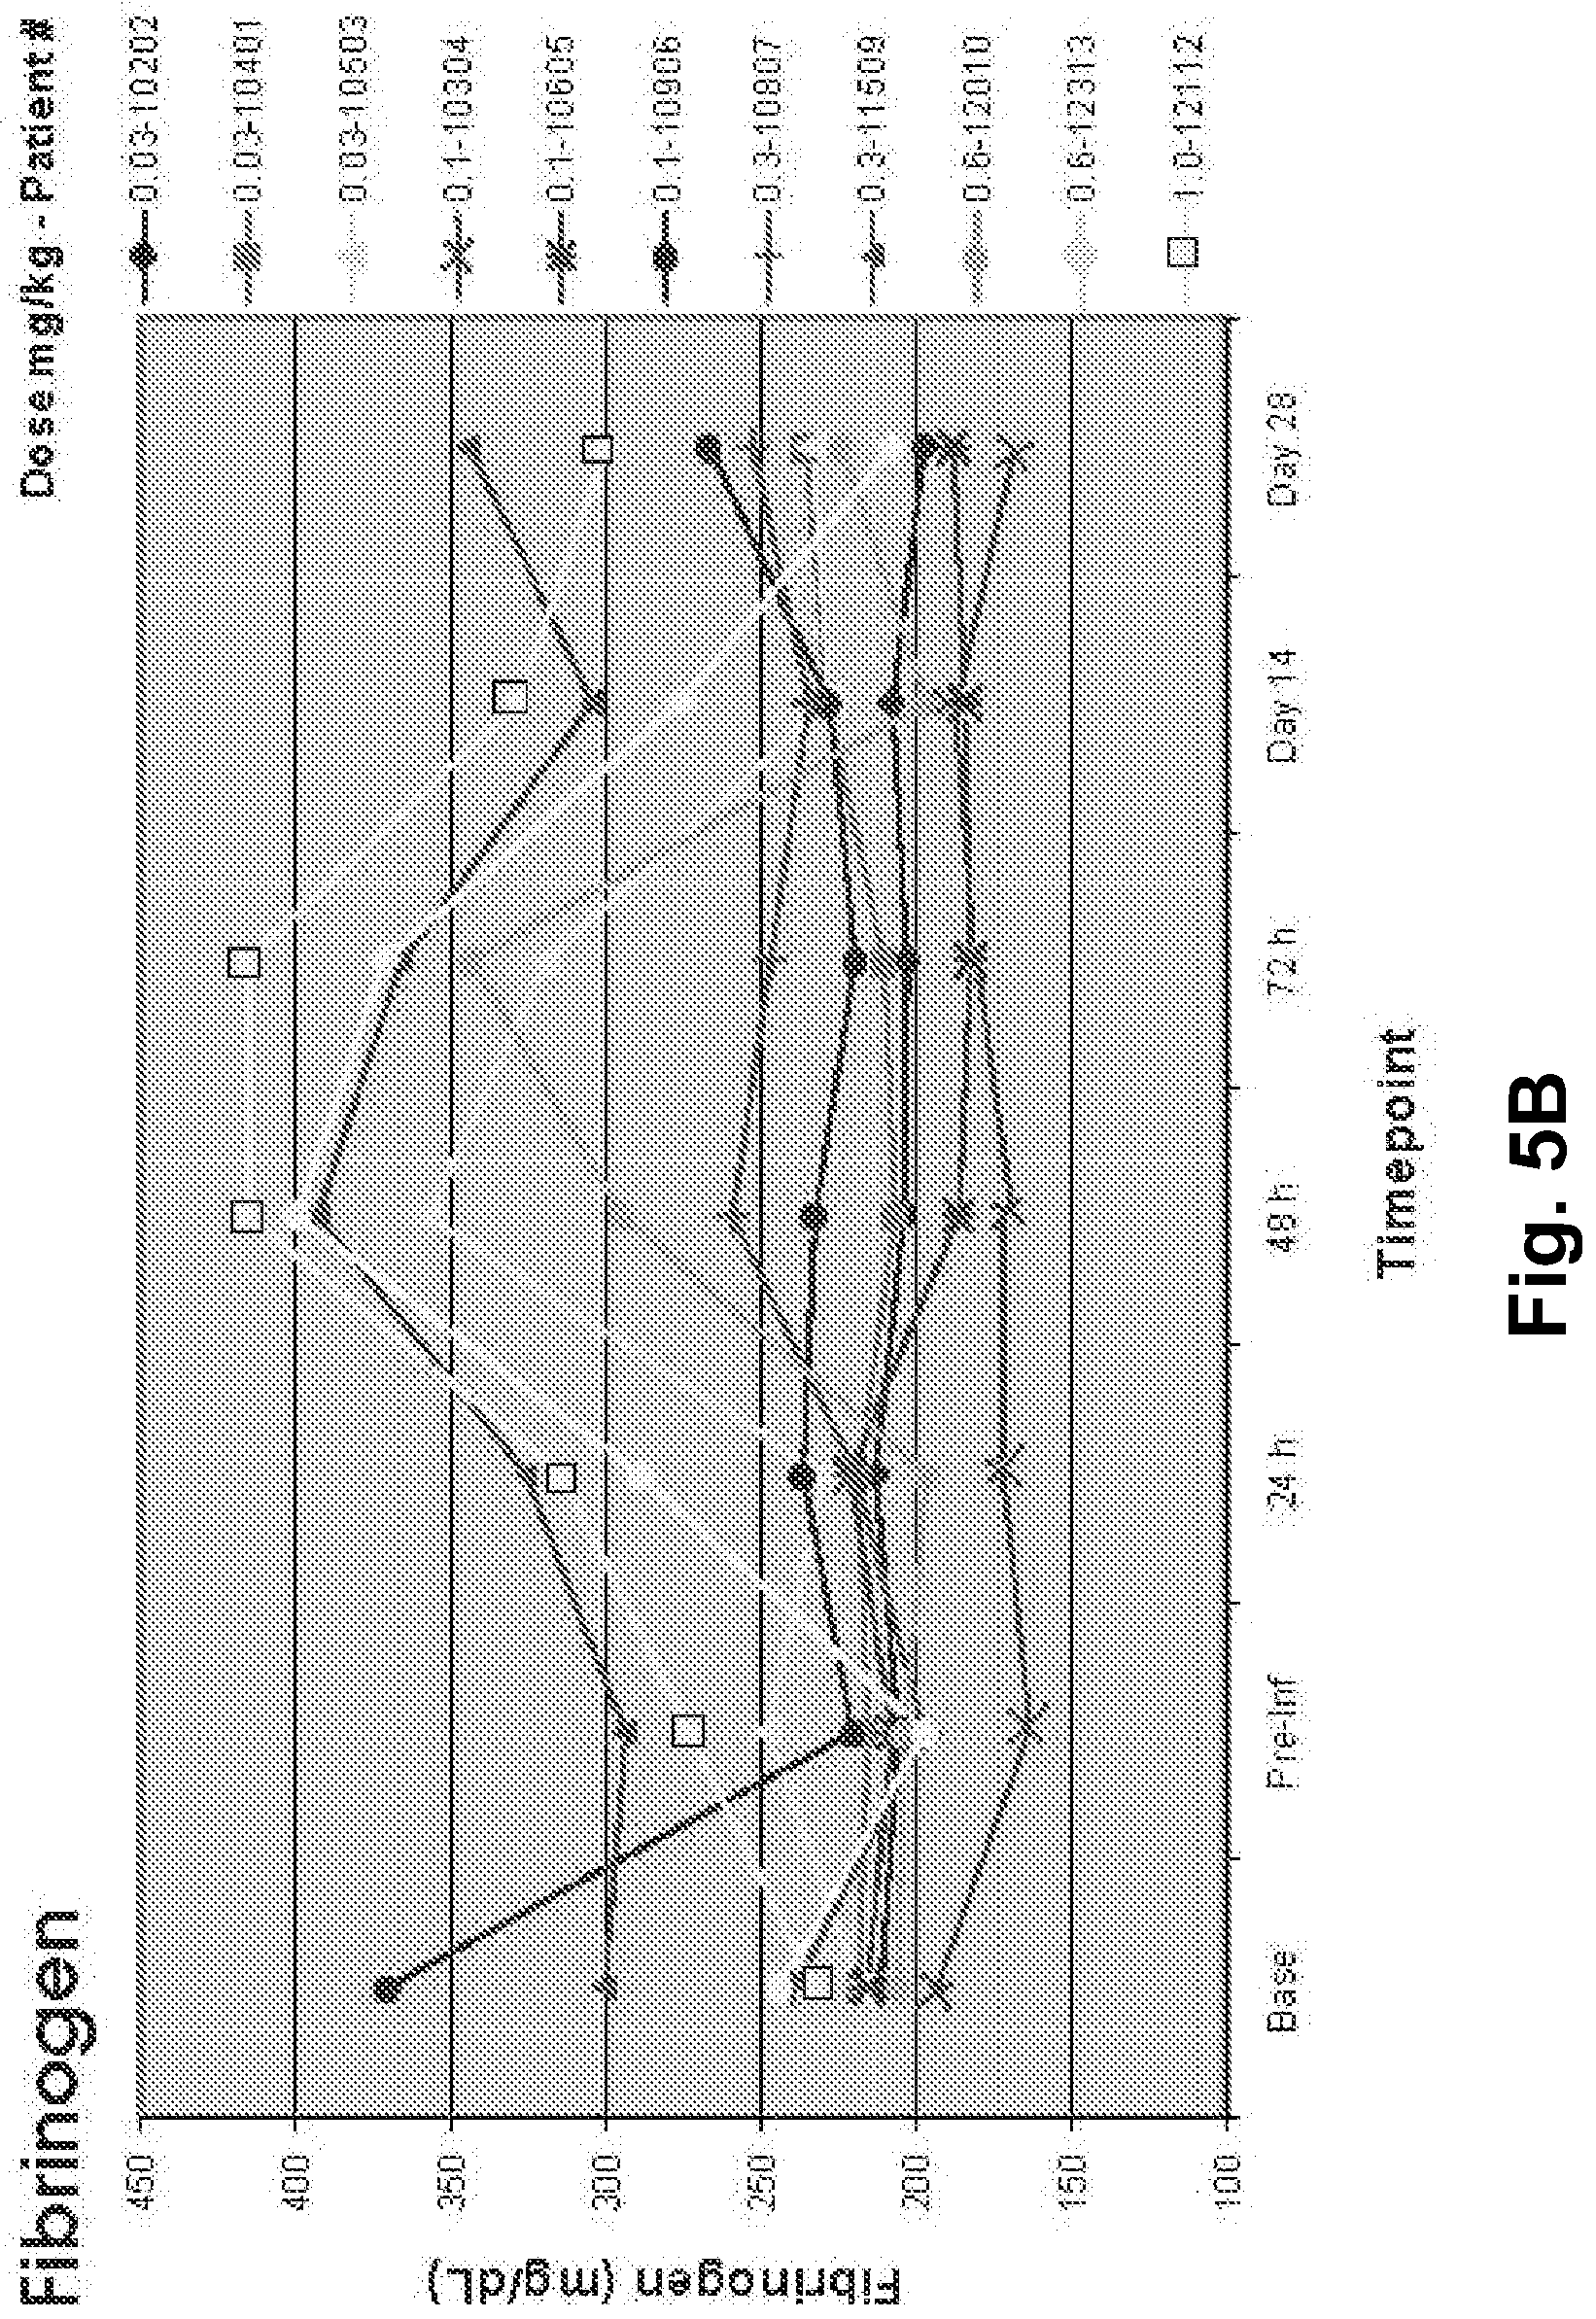 Fibrinogen
Dose mg/kg - Patient #
Fibrinogen (mg/dL)
450
400
350
300
250
200
150
100
Base
Pre-Inf
24 h
48 h
72 h
Day 14
Day 28
Timepoint
0.03-10202
0.03-10401
0.03-10503
0.1-10304
0.1-10605
0.1-10906
0.3-10807
0.3-11509
0.6-12010
0.6-12313
1.0-12112
Fig. 5B